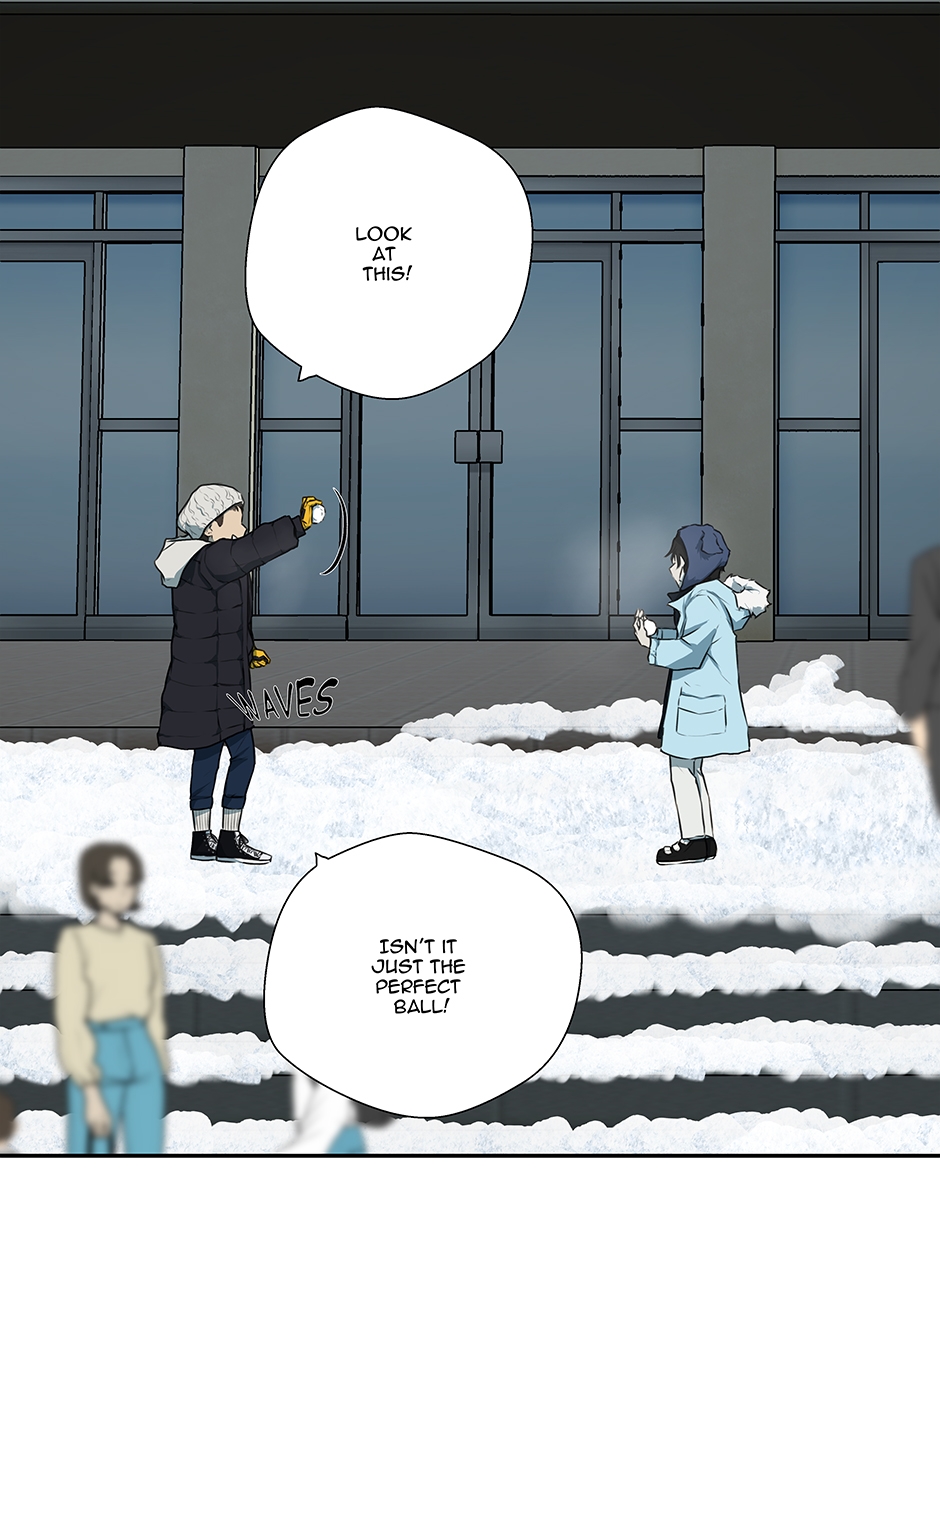 LOOK
AT
THIS!
WAVES
ISN'T IT
JUST THE
PERFECT
BALL!